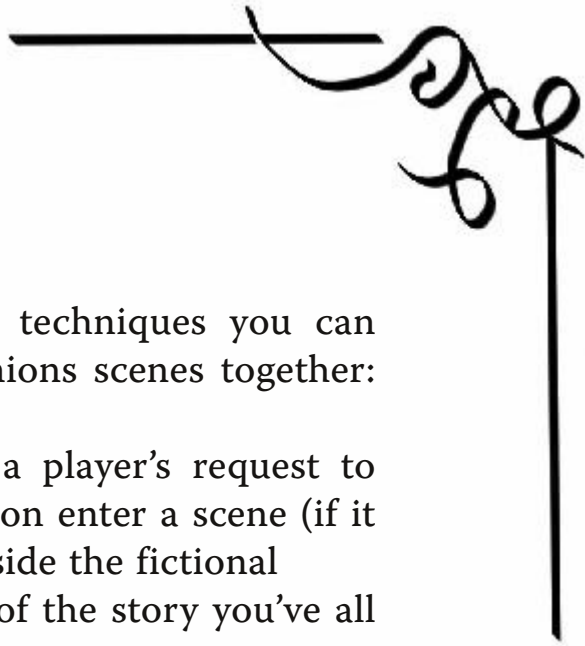 techniques you can
nions scenes together:
a player’s request to
on enter a scene (if it
side the fictional
of the story you've all